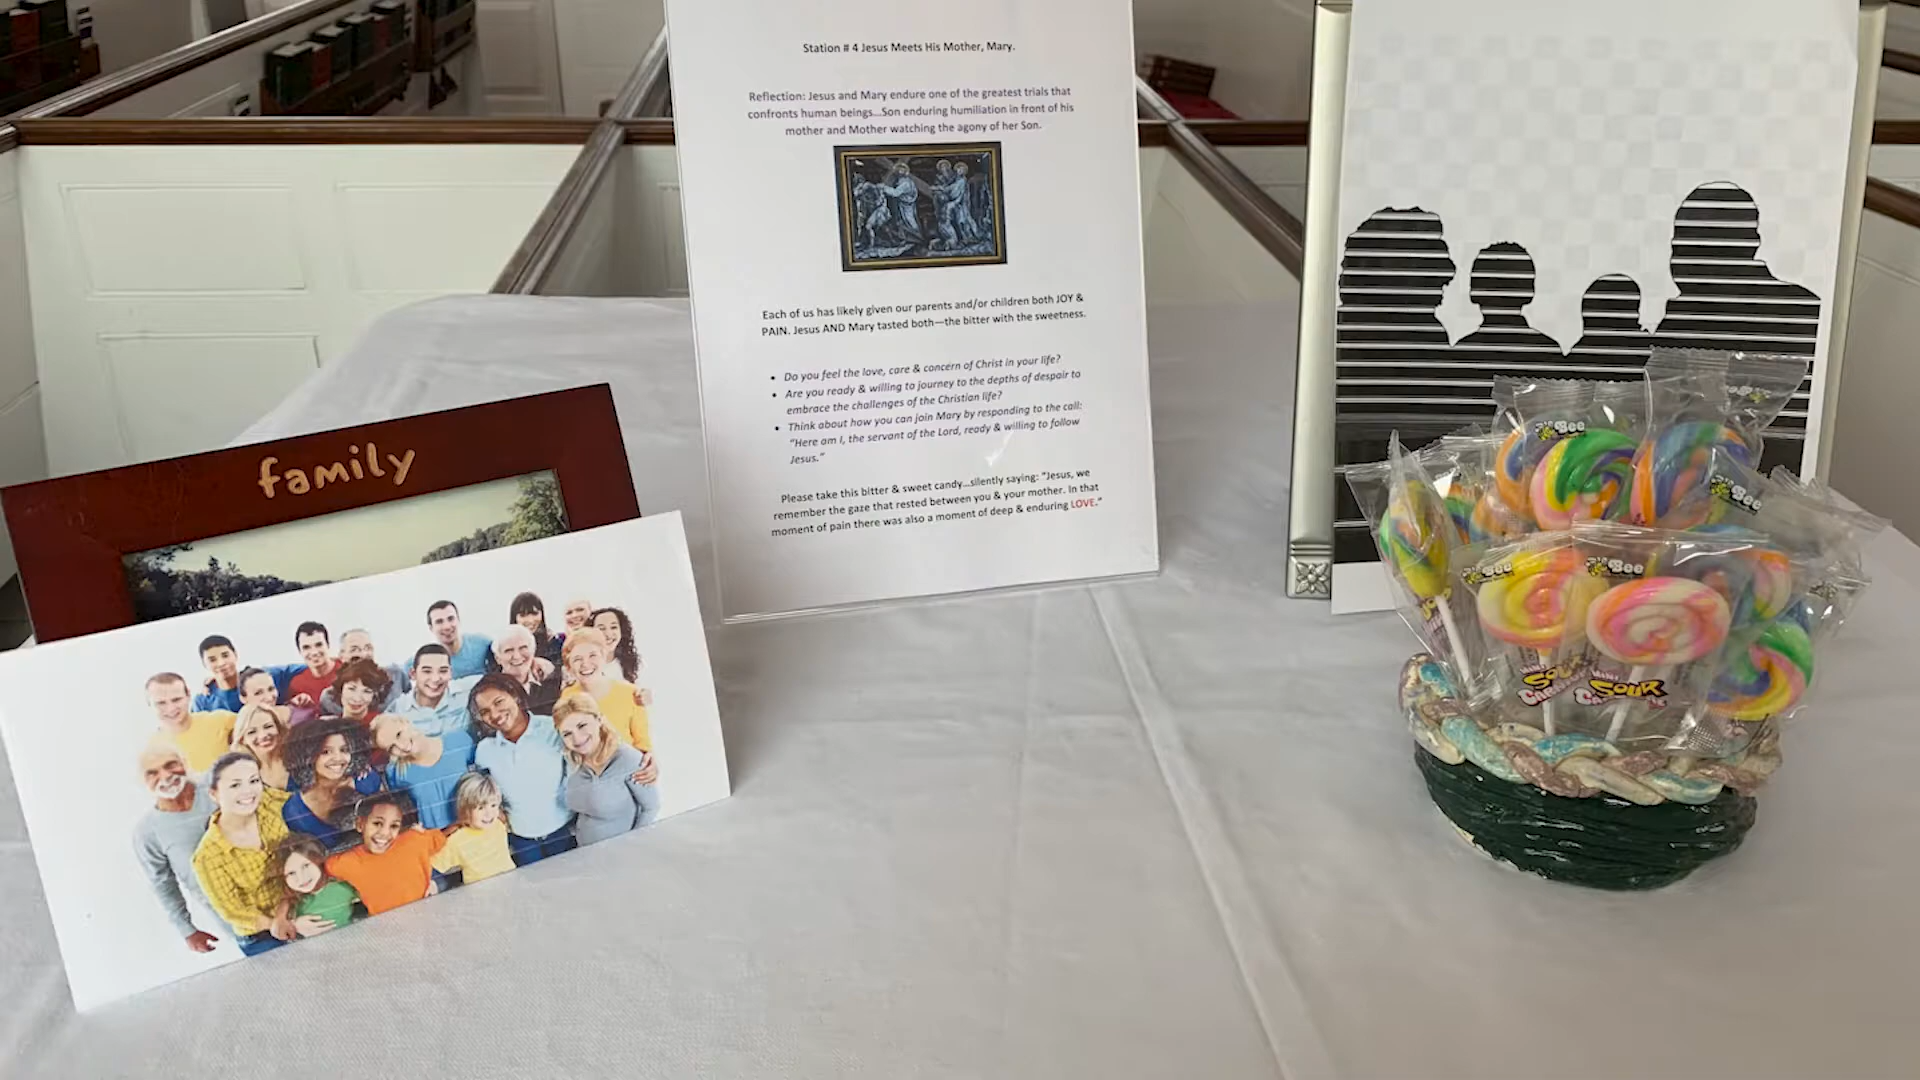 Station # 4 Jesus Meets His Mother, Mary.
Reflection: Jesus and Mary endure one of the greatest trials that
confronts human beings...Son enduring humiliation in front of his
mother and Mother watching the agony of her Son.
Each of us has likely given our parents and/or children both JOY &
PAIN. Jesus AND Mary tasted both—the bitter with the sweetness.
• Do you feel the love, care & concern of Christ in your life?
• Are you ready & willing to journey to the depths of despair to
embrace the challenges of the Christian life?
• Think about how you can join Mary by responding to the call:
"Here am I, the servant of the Lord, ready & willing to follow
Jesus."
Please take this bitter & sweet candy...silently saying: "Jesus, we
remember the gaze that rested between you & your mother. In that
moment of pain there was also a moment of deep & enduring LOVE."
family
Bee
Bee
Bee
Bee
SOUR
SOUR